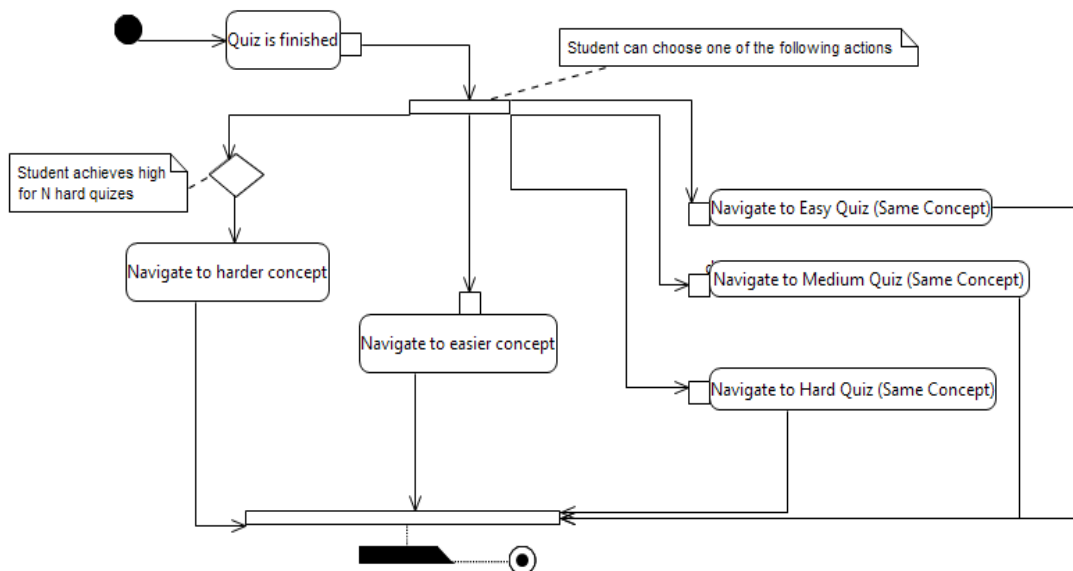 Quiz is finished
Student can choose one of the following actions
Student achieves high
for N hard quizes
Navigate to Easy Quiz (Same Concept)
Navigate to harder concept
Navigate to Medium Quiz (Same Concept)
Navigate to easier concept
Navigate to Hard Quiz (Same Concept)